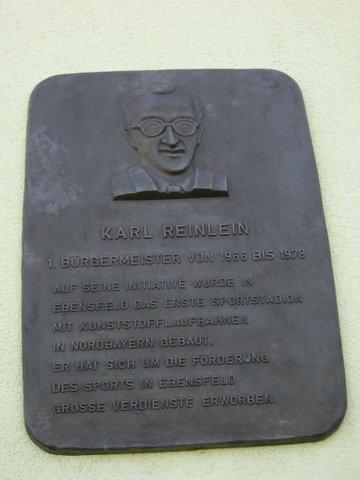 KARL REINLEIN
1. BÜRGERMEISTER VON 1966 BIS 1978
AUF SEINE INITIATIVE WURDE IN
EBENSFELD DAS ERSTE SPORTSTADION
MIT KUNSTSTOFFLAUFBAHNEN
IN NORDBAYERN GEBAUT.
ER HAT SICH UM DIE FÖRDERUNG
DES SPORTS IN EBENSFELD
GROSSE VERDIENSTE ERWORBEN.